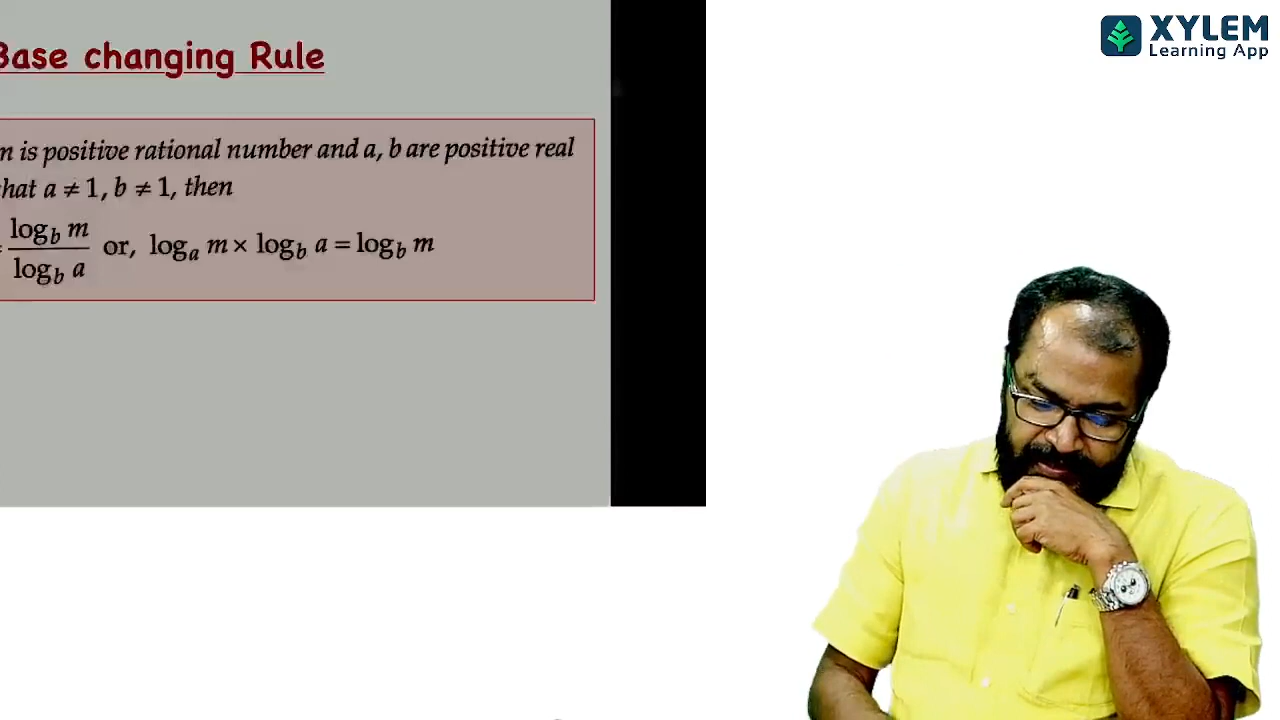 Base changing Rule
m is positive rational number and a, b are positive real
that a ≠ 1, b ≠ 1, then
= log_b m / log_b a or, log_a m × log_b a = log_b m
XYLEM
Learning App